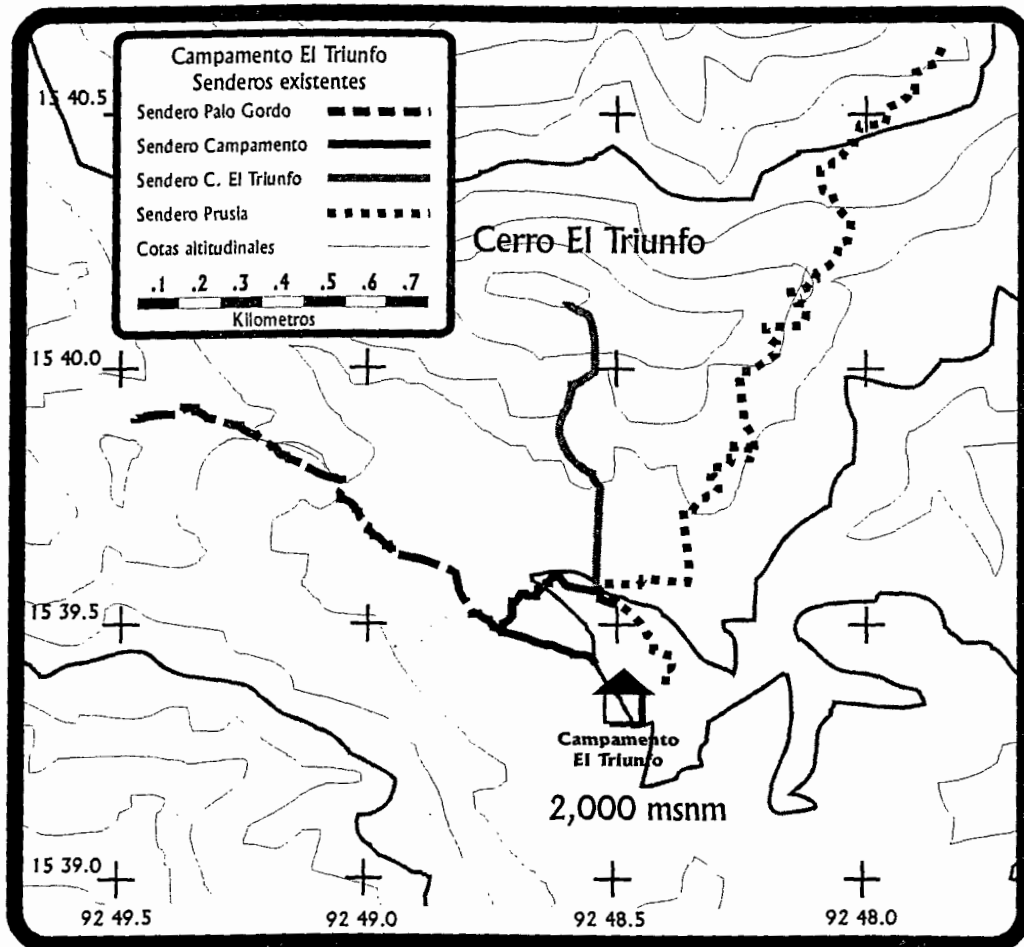 Campamento El Triunfo
Senderos existentes
Sendero Palo Gordo
Sendero Campamento
Sendero C. El Triunfo
Sendero Prusia
Cotas altitudinales
.1 .2 .3 .4 .5 .6 .7
Kilometros
15 40.5
Cerro El Triunfo
15 40.0
15 39.5
Campamento
El Triunfo
2,000 msnm
15 39.0
92 49.5 92 49.0 92 48.5 92 48.0